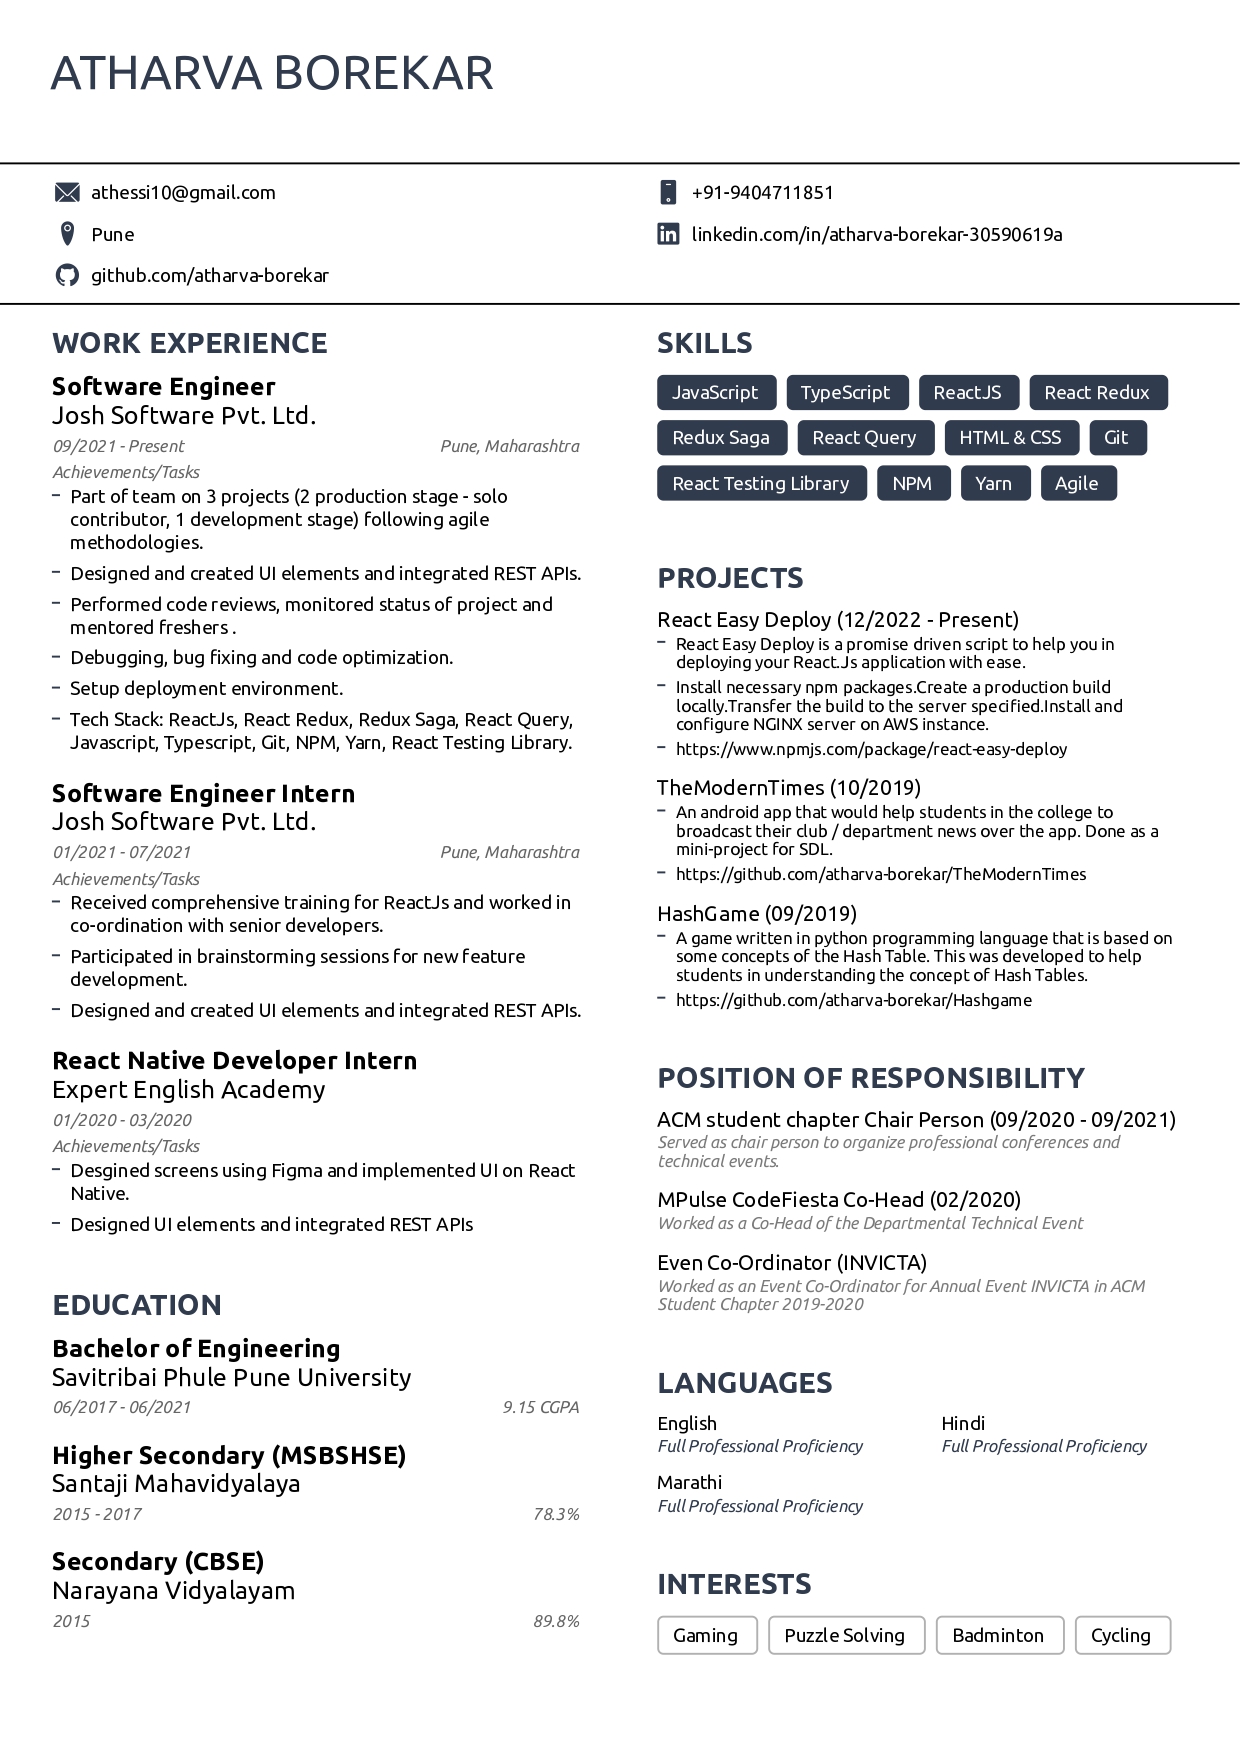 ATHARVA BOREKAR
athessi10@gmail.com
+91-9404711851
Pune
linkedin.com/in/atharva-borekar-30590619a
github.com/atharva-borekar
WORK EXPERIENCE
Software Engineer
Josh Software Pvt. Ltd.
09/2021 - Present
Pune, Maharashtra
Achievements/Tasks
– Part of team on 3 projects (2 production stage - solo
contributor, 1 development stage) following agile
methodologies.
– Designed and created UI elements and integrated REST APIs.
– Performed code reviews, monitored status of project and
mentored freshers .
– Debugging, bug fixing and code optimization.
– Setup deployment environment.
– Tech Stack: ReactJs, React Redux, Redux Saga, React Query,
Javascript, Typescript, Git, NPM, Yarn, React Testing Library.
Software Engineer Intern
Josh Software Pvt. Ltd.
01/2021 - 07/2021
Pune, Maharashtra
Achievements/Tasks
– Received comprehensive training for ReactJs and worked in
co-ordination with senior developers.
– Participated in brainstorming sessions for new feature
development.
– Designed and created UI elements and integrated REST APIs.
React Native Developer Intern
Expert English Academy
01/2020 - 03/2020
Achievements/Tasks
– Desgined screens using Figma and implemented UI on React
Native.
– Designed UI elements and integrated REST APIs
EDUCATION
Bachelor of Engineering
Savitribai Phule Pune University
06/2017 - 06/2021
9.15 CGPA
Higher Secondary (MSBSHSE)
Santaji Mahavidyalaya
2015 - 2017
78.3%
Secondary (CBSE)
Narayana Vidyalayam
2015
89.8%
SKILLS
JavaScript TypeScript ReactJS React Redux
Redux Saga React Query HTML & CSS Git
React Testing Library NPM Yarn Agile
PROJECTS
React Easy Deploy (12/2022 - Present)
– React Easy Deploy is a promise driven script to help you in
deploying your React.Js application with ease.
– Install necessary npm packages.Create a production build
locally.Transfer the build to the server specified.Install and
configure NGINX server on AWS instance.
– https://www.npmjs.com/package/react-easy-deploy
TheModernTimes (10/2019)
– An android app that would help students in the college to
broadcast their club / department news over the app. Done as a
mini-project for SDL.
– https://github.com/atharva-borekar/TheModernTimes
HashGame (09/2019)
– A game written in python programming language that is based on
some concepts of the Hash Table. This was developed to help
students in understanding the concept of Hash Tables.
– https://github.com/atharva-borekar/Hashgame
POSITION OF RESPONSIBILITY
ACM student chapter Chair Person (09/2020 - 09/2021)
Served as chair person to organize professional conferences and
technical events.
MPulse CodeFiesta Co-Head (02/2020)
Worked as a Co-Head of the Departmental Technical Event
Even Co-Ordinator (INVICTA)
Worked as an Event Co-Ordinator for Annual Event INVICTA in ACM
Student Chapter 2019-2020
LANGUAGES
English
Full Professional Proficiency
Hindi
Full Professional Proficiency
Marathi
Full Professional Proficiency
INTERESTS
Gaming Puzzle Solving Badminton Cycling